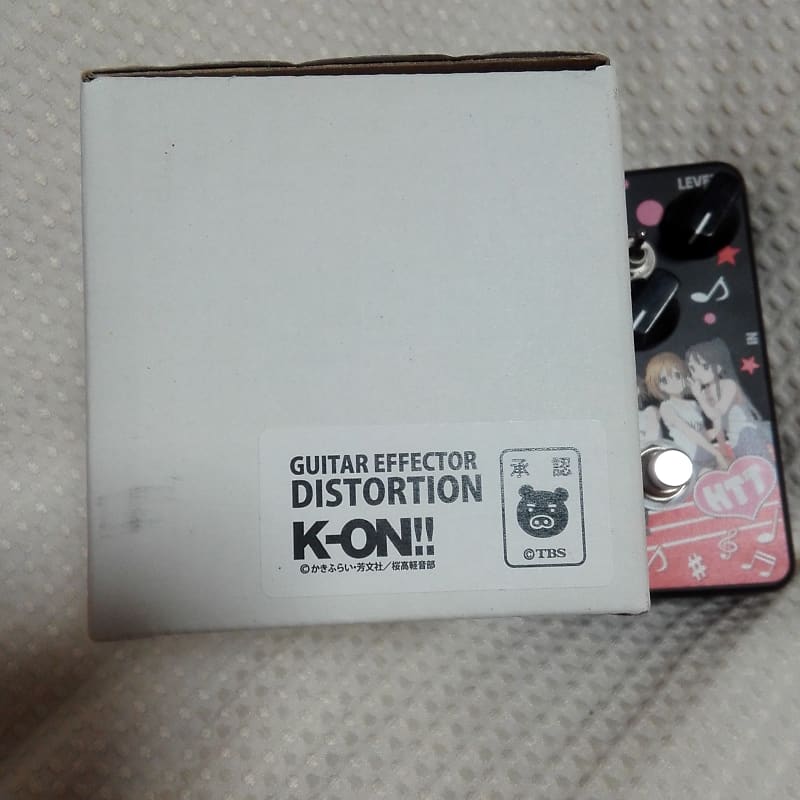 GUITAR EFFECTOR
DISTORTION
K-ON!!
©かきふらい・芳文社／桜高軽音部
承 認
©TBS
LEVEL
IN
HTT